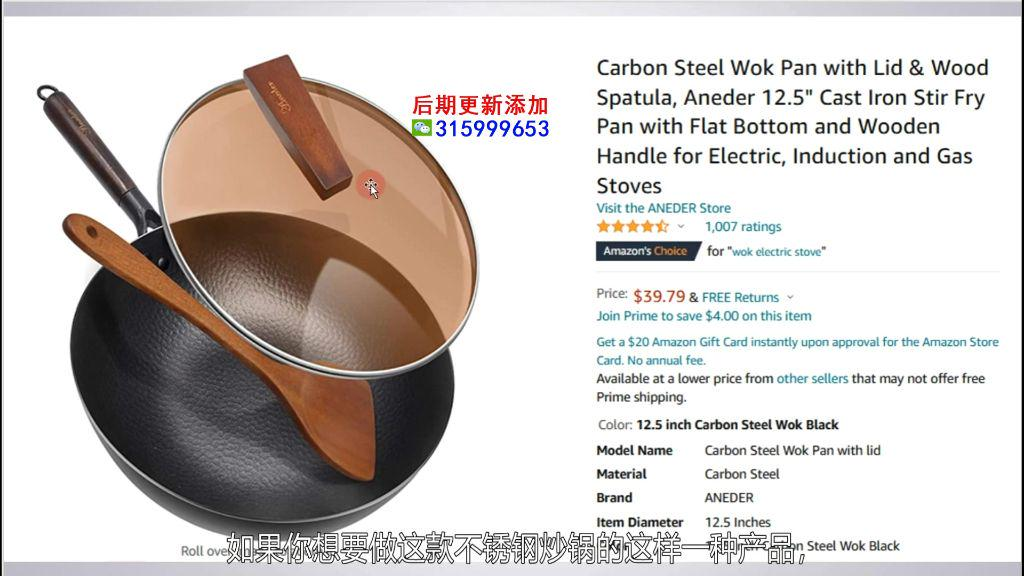 后期更新添加
315999653
Carbon Steel Wok Pan with Lid & Wood
Spatula, Aneder 12.5" Cast Iron Stir Fry
Pan with Flat Bottom and Wooden
Handle for Electric, Induction and Gas
Stoves
Visit the ANEDER Store
1,007 ratings
Amazon's Choice for "wok electric stove"
Price: $39.79 & FREE Returns
Join Prime to save $4.00 on this item
Get a $20 Amazon Gift Card instantly upon approval for the Amazon Store
Card. No annual fee.
Available at a lower price from other sellers that may not offer free
Prime shipping.
Color: 12.5 inch Carbon Steel Wok Black
Model Name Carbon Steel Wok Pan with lid
Material Carbon Steel
Brand ANEDER
Item Diameter 12.5 Inches
Steel Wok Black
Roll over
如果你想要做这款不锈钢炒锅的这样一种产品,